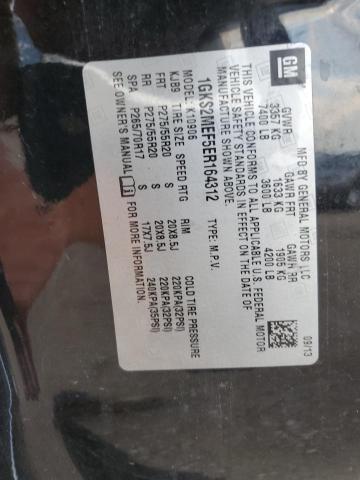 GM
MFD BY GENERAL MOTORS LLC
09/13
GVWR GAWR FRT GAWR RR
3357 KG 1633 KG 1905 KG
7400 LB 3600 LB 4200 LB
THIS VEHICLE CONFORMS TO ALL APPLICABLE U.S. FEDERAL MOTOR
VEHICLE SAFETY STANDARDS IN EFFECT ON THE DATE OF
MANUFACTURE SHOWN ABOVE.
1GKS2MEF5ER164312 TYPE: M.P.V.
MODEL: K10906
KJB9 TIRE SIZE SPEED RTG RIM COLD TIRE PRESSURE
FRT P275/55R20 S 20X8.5J 220KPA(32PSI)
RR P275/55R20 S 20X8.5J 220KPA(32PSI)
SPA P265/70R17 S 17X7.5J 240KPA(35PSI)
SEE OWNER'S MANUAL i FOR MORE INFORMATION.